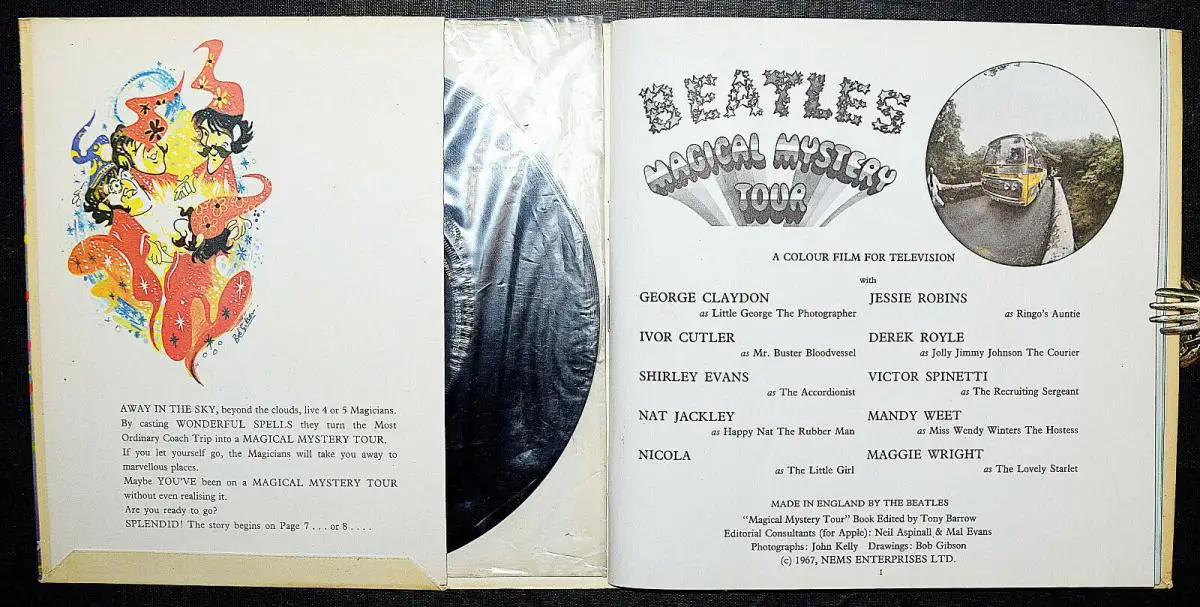 Bob Gibson
AWAY IN THE SKY, beyond the clouds, live 4 or 5 Magicians.
By casting WONDERFUL SPELLS they turn the Most
Ordinary Coach Trip into a MAGICAL MYSTERY TOUR.
If you let yourself go, the Magicians will take you away to
marvellous places.
Maybe YOU'VE been on a MAGICAL MYSTERY TOUR
without even realising it.
Are you ready to go?
SPLENDID! The story begins on Page 7 . . . or 8 . . . .
BEATLES
MAGICAL MYSTERY
TOUR
A COLOUR FILM FOR TELEVISION
with
GEORGE CLAYDON
as Little George The Photographer
IVOR CUTLER
as Mr. Buster Bloodvessel
SHIRLEY EVANS
as The Accordionist
NAT JACKLEY
as Happy Nat The Rubber Man
NICOLA
as The Little Girl
JESSIE ROBINS
as Ringo's Auntie
DEREK ROYLE
as Jolly Jimmy Johnson The Courier
VICTOR SPINETTI
as The Recruiting Sergeant
MANDY WEET
as Miss Wendy Winters The Hostess
MAGGIE WRIGHT
as The Lovely Starlet
MADE IN ENGLAND BY THE BEATLES
"Magical Mystery Tour" Book Edited by Tony Barrow
Editorial Consultants (for Apple): Neil Aspinall & Mal Evans
Photographs: John Kelly Drawings: Bob Gibson
(c) 1967, NEMS ENTERPRISES LTD.
1